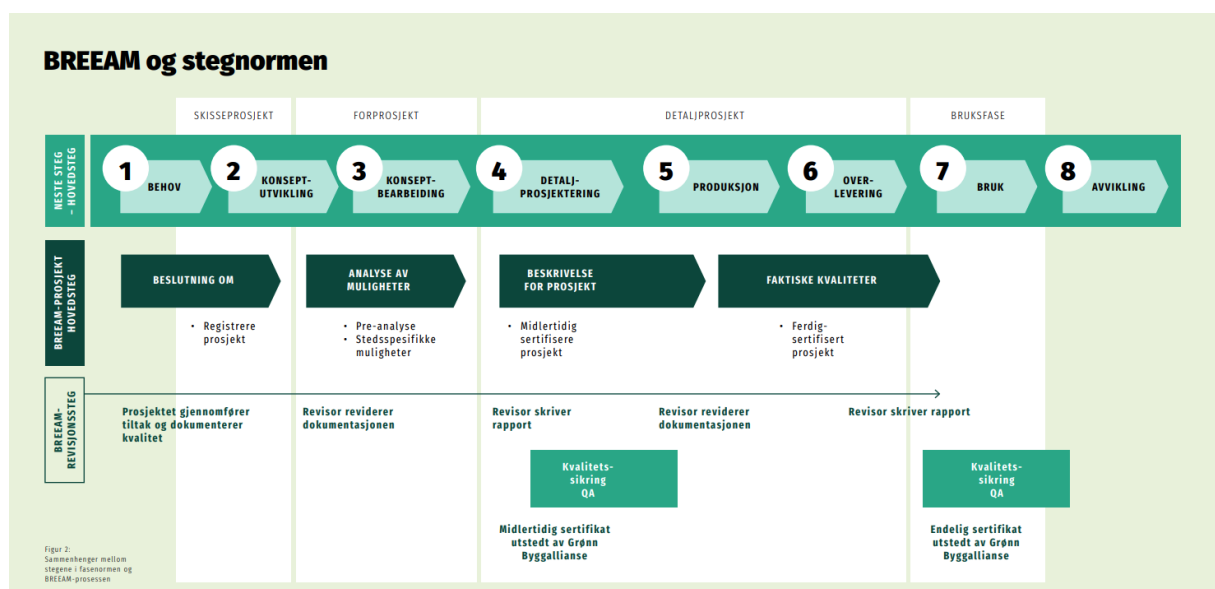 BREEAM og stegnormen
SKISSEPROSJEKT
FORPROSJEKT
DETALJPROSJEKT
BRUKSFASE
NESTE STEG
– HOVEDSTEG
1
BEHOV
2
KONSEPT-
UTVIKLING
3
KONSEPT-
BEARBEIDING
4
DETALJ-
PROSJEKTERING
5
PRODUKSJON
6
OVER-
LEVERING
7
BRUK
8
AVVIKLING
BREEAM-PROSJEKT
HOVEDSTEG
BESLUTNING OM
ANALYSE AV
MULIGHETER
BESKRIVELSE
FOR PROSJEKT
FAKTISKE KVALITETER
• Registrere
prosjekt
• Pre-analyse
• Stedsspesifikke
muligheter
• Midlertidig
sertifisere
prosjekt
• Ferdig-
sertifisert
prosjekt
BREEAM-
REVISJONSSTEG
Prosjektet gjennomfører
tiltak og dokumenterer
kvalitet
Revisor reviderer
dokumentasjonen
Revisor skriver
rapport
Revisor reviderer
dokumentasjonen
Revisor skriver rapport
Kvalitets-
sikring
QA
Kvalitets-
sikring
QA
Midlertidig sertifikat
utstedt av Grønn
Byggallianse
Endelig sertifikat
utstedt av Grønn
Byggallianse
Figur 2:
Sammenhenger mellom
stegene i fasenormen og
BREEAM-prosessen